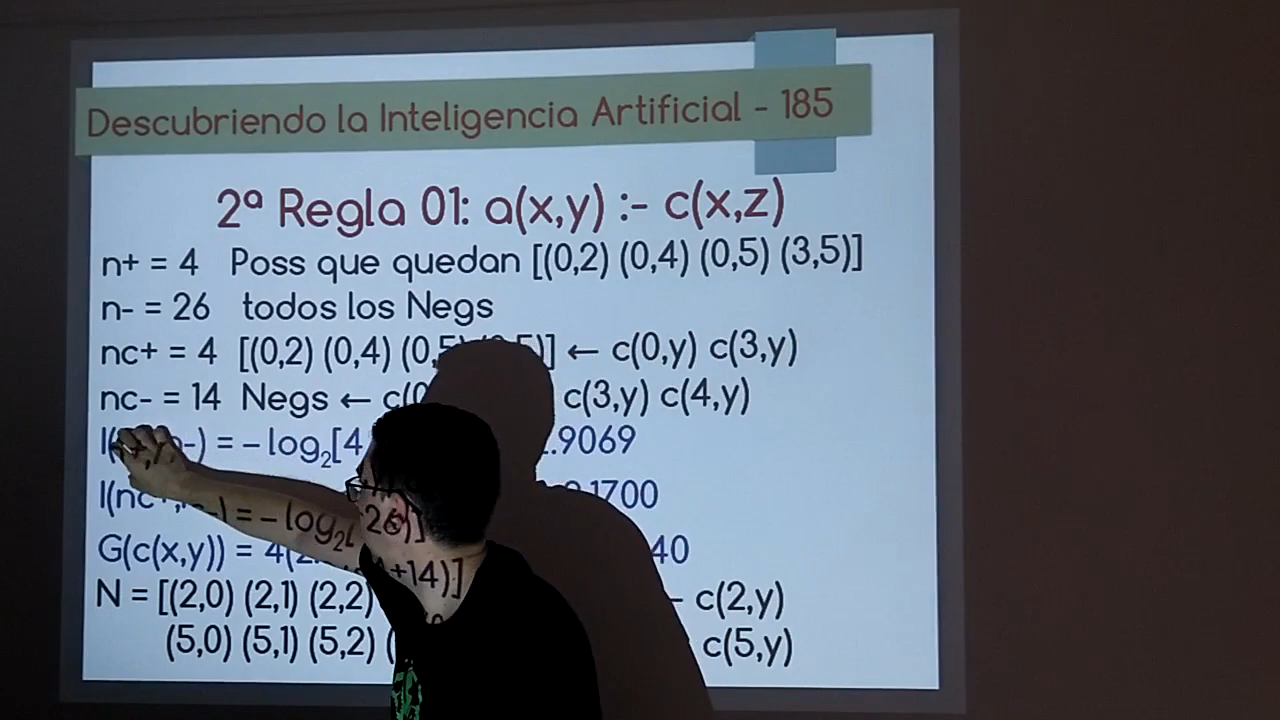 Descubriendo la Inteligencia Artificial - 185
2ª Regla 01: a(x,y) :- c(x,z)
n+ = 4 Poss que quedan [(0,2) (0,4) (0,5) (3,5)]
n- = 26 todos los Negs
nc+ = 4 [(0,2) (0,4) (0,5) ← c(0,y) c(3,y)
nc- = 14 Negs ← c(0 c(3,y) c(4,y)
-) = – log₂[4 .9069
I(nc ) = – log₂[ 26)] .1700
G(c(x,y)) = 4(2. +14)] 40
N = [(2,0) (2,1) (2,2) c(2,y)
(5,0) (5,1) (5,2) ( c(5,y)